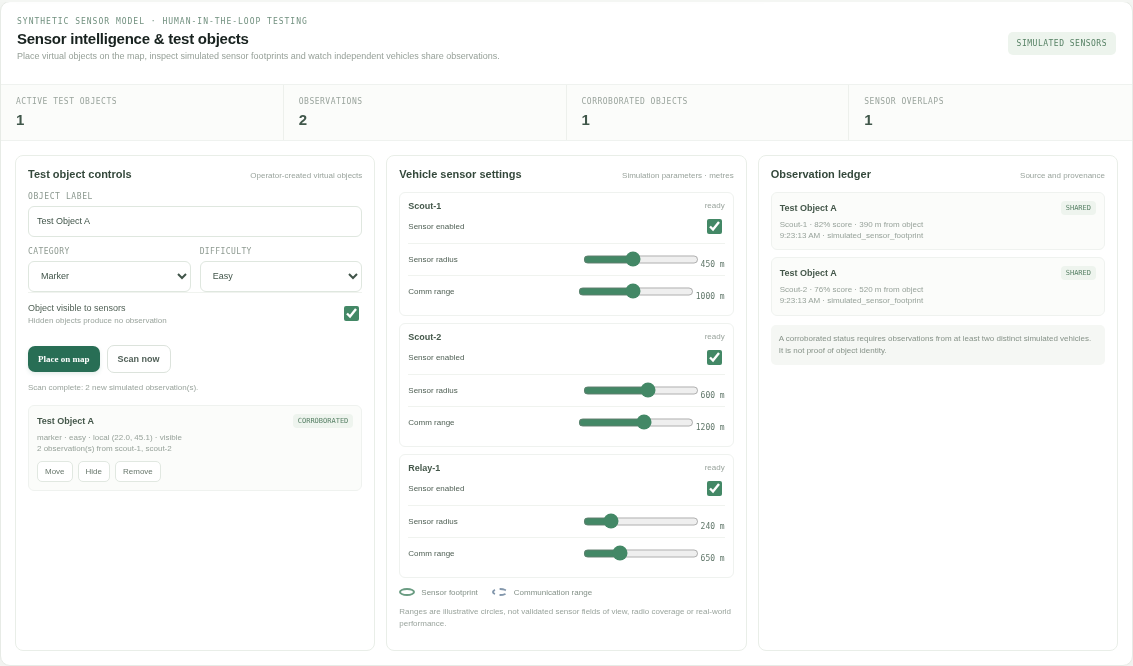 SYNTHETIC SENSOR MODEL · HUMAN-IN-THE-LOOP TESTING
Sensor intelligence & test objects
Place virtual objects on the map, inspect simulated sensor footprints and watch independent vehicles share observations.
SIMULATED SENSORS
ACTIVE TEST OBJECTS
1
OBSERVATIONS
2
CORROBORATED OBJECTS
1
SENSOR OVERLAPS
1
Test object controls
Operator-created virtual objects
OBJECT LABEL
Test Object A
CATEGORY
DIFFICULTY
Marker
Easy
Object visible to sensors
Hidden objects produce no observation
Place on map
Scan now
Scan complete: 2 new simulated observation(s).
Test Object A
CORROBORATED
marker · easy · local (22.0, 45.1) · visible
2 observation(s) from scout-1, scout-2
Move
Hide
Remove
Vehicle sensor settings
Simulation parameters · metres
Scout-1
ready
Sensor enabled
Sensor radius
450 m
Comm range
1000 m
Scout-2
ready
Sensor enabled
Sensor radius
600 m
Comm range
1200 m
Relay-1
ready
Sensor enabled
Sensor radius
240 m
Comm range
650 m
Sensor footprint
Communication range
Ranges are illustrative circles, not validated sensor fields of view, radio coverage or real-world
performance.
Observation ledger
Source and provenance
Test Object A
SHARED
Scout-1 · 82% score · 390 m from object
9:23:13 AM · simulated_sensor_footprint
Test Object A
SHARED
Scout-2 · 76% score · 520 m from object
9:23:13 AM · simulated_sensor_footprint
A corroborated status requires observations from at least two distinct simulated vehicles.
It is not proof of object identity.